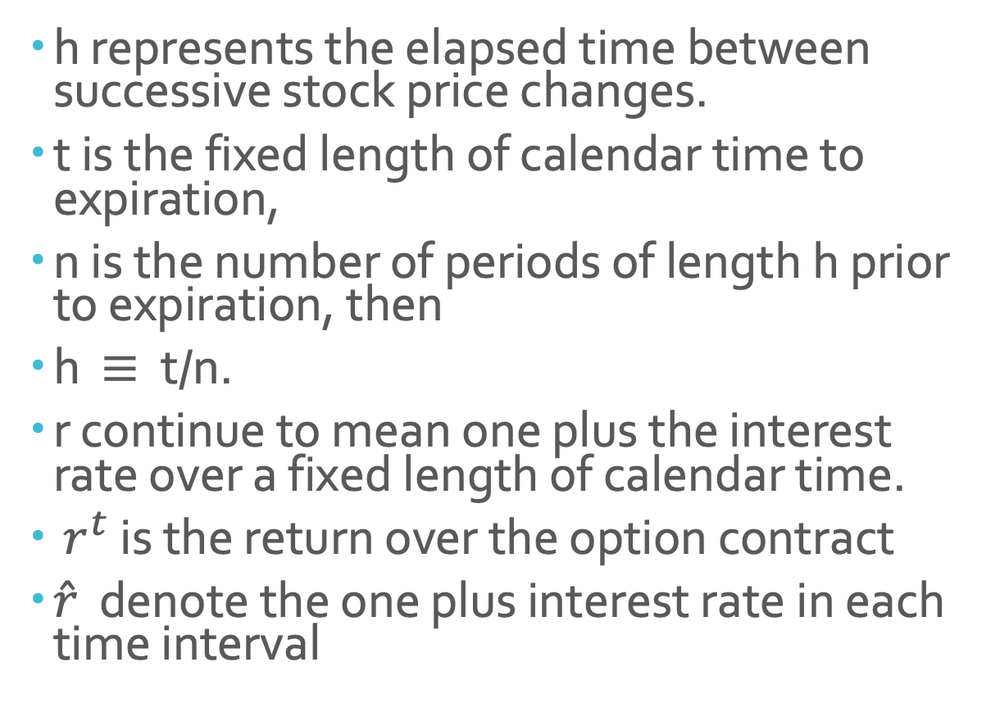 • h represents the elapsed time between
successive stock price changes.
• t is the fixed length of calendar time to
expiration,
• n is the number of periods of length h prior
to expiration, then
• h ≡ t/n.
• r continue to mean one plus the interest
rate over a fixed length of calendar time.
• 𝑟ᵗ is the return over the option contract
• r̂ denote the one plus interest rate in each
time interval